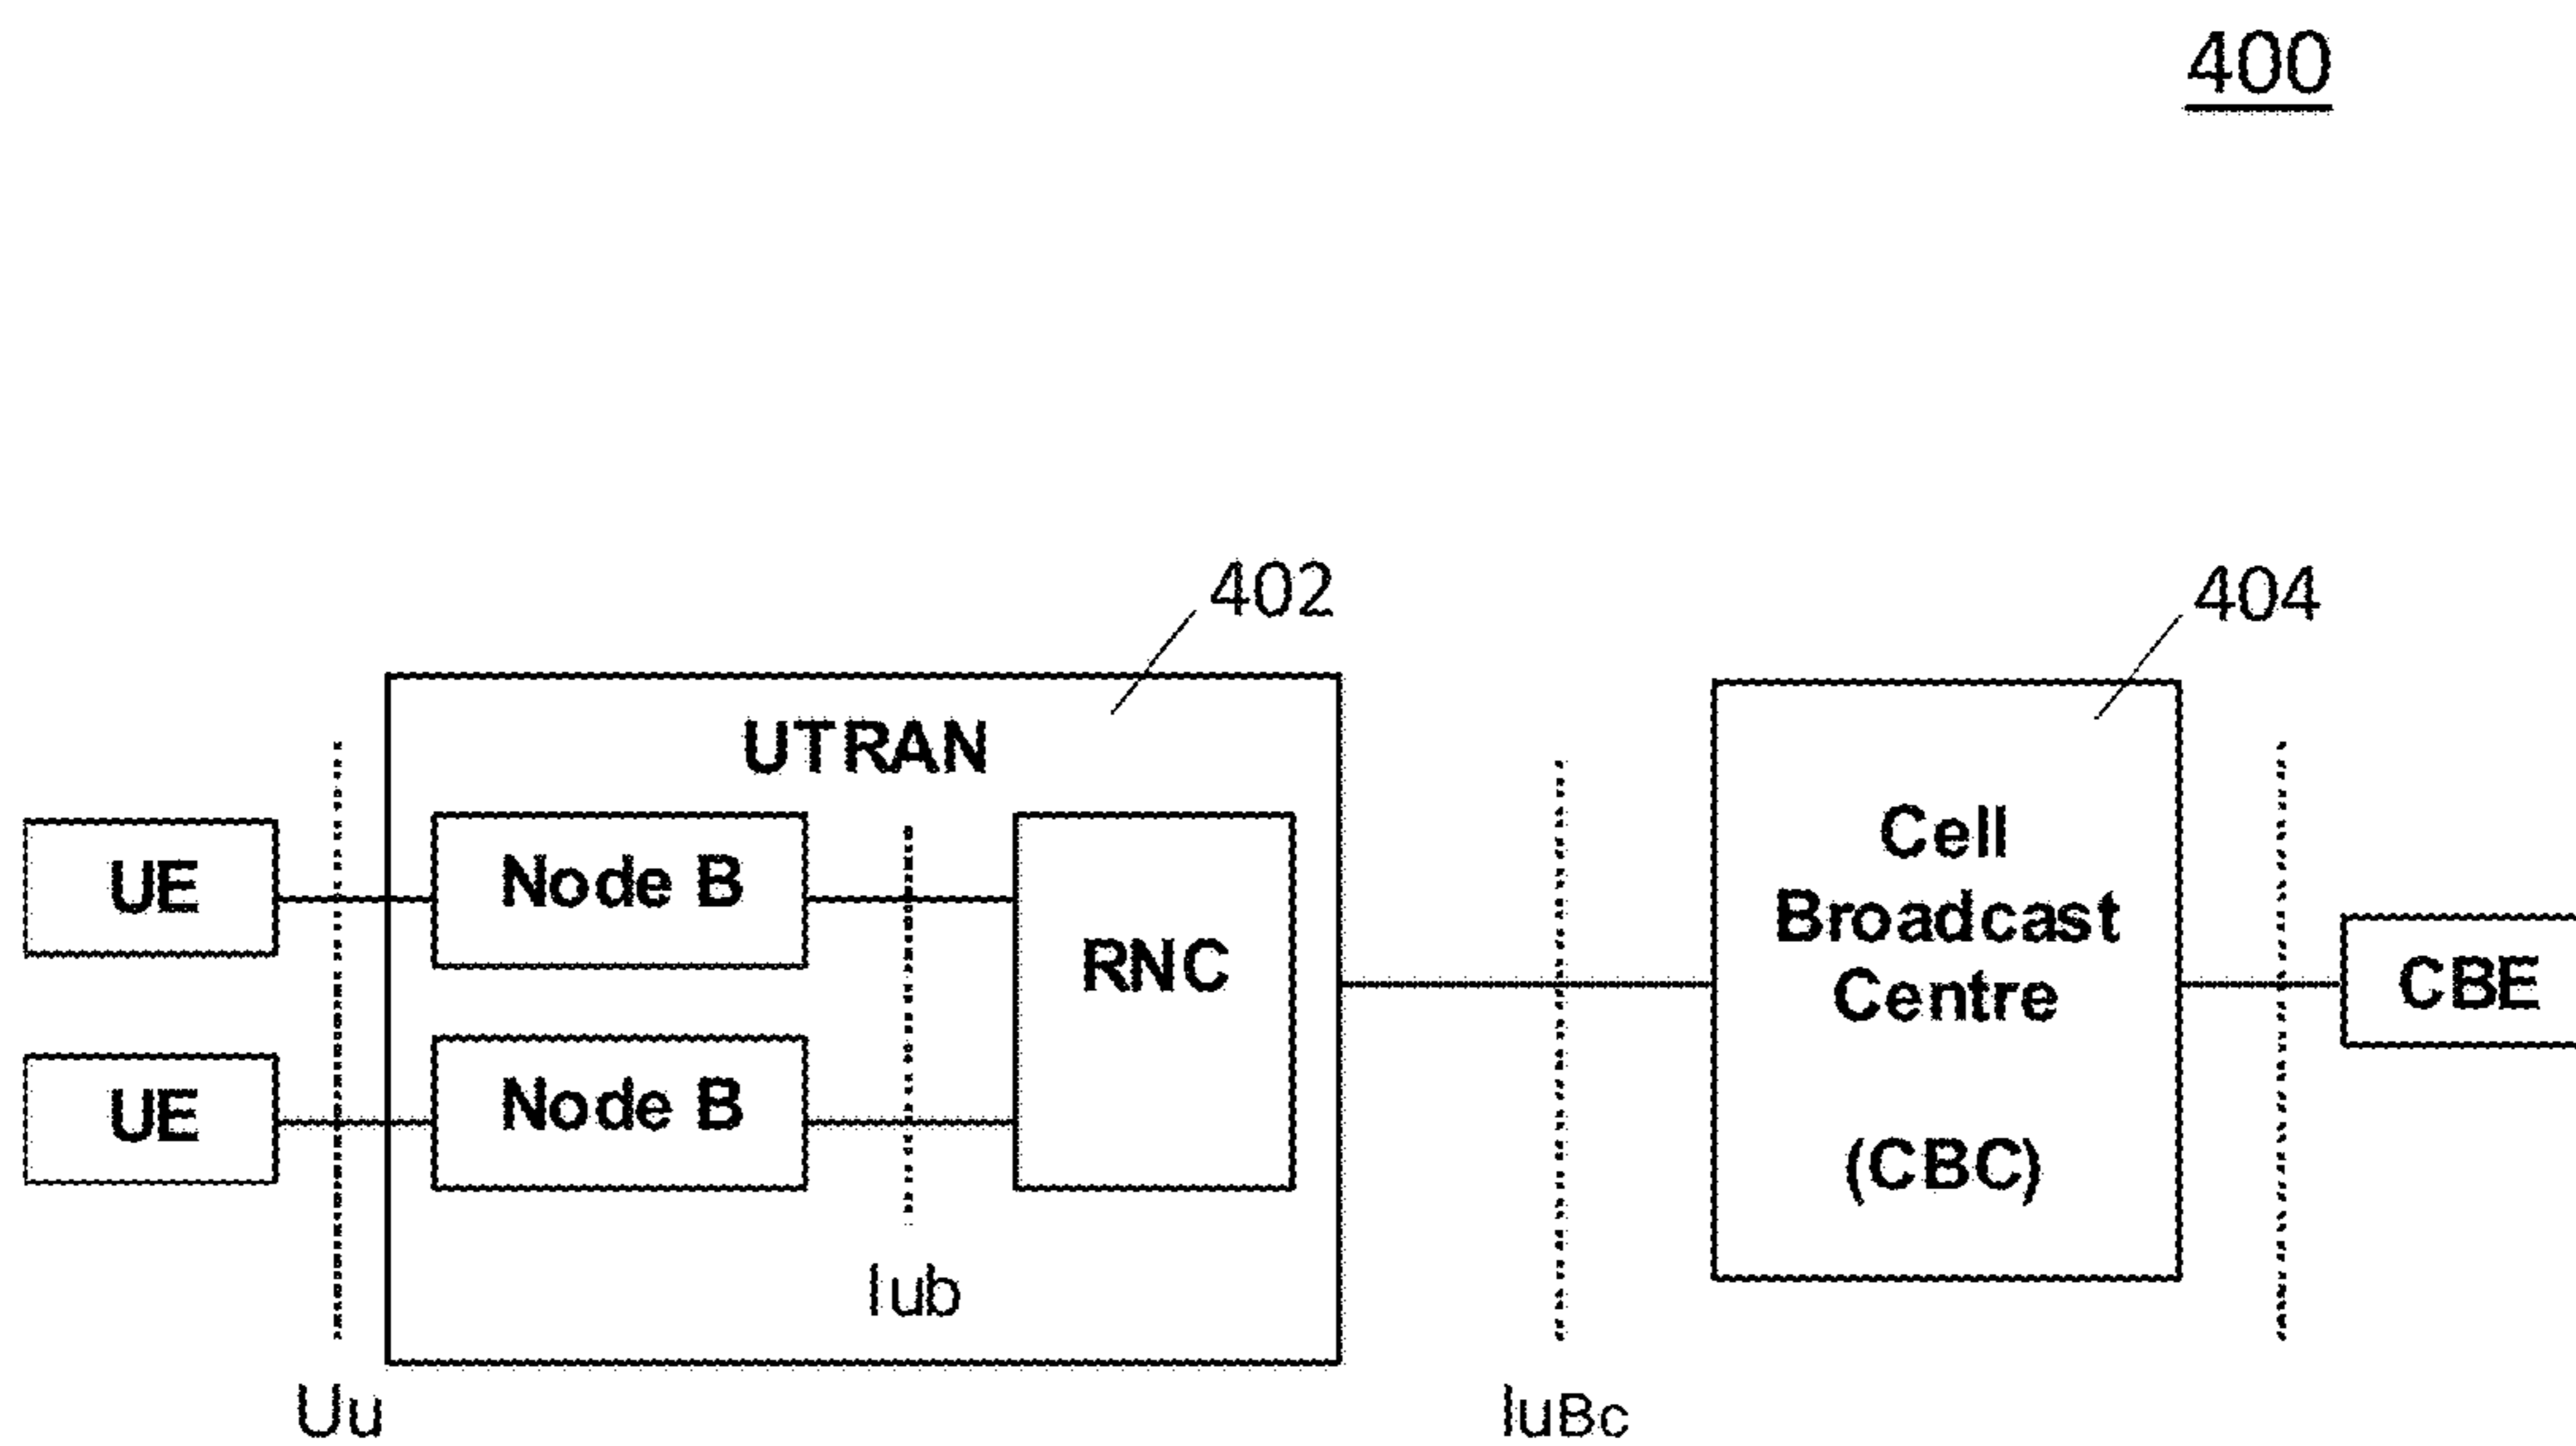 400
402
404
UTRAN
UE
Node B
RNC
Cell
Broadcast
Centre
(CBC)
CBE
UE
Node B
Iub
Uu
IuBc